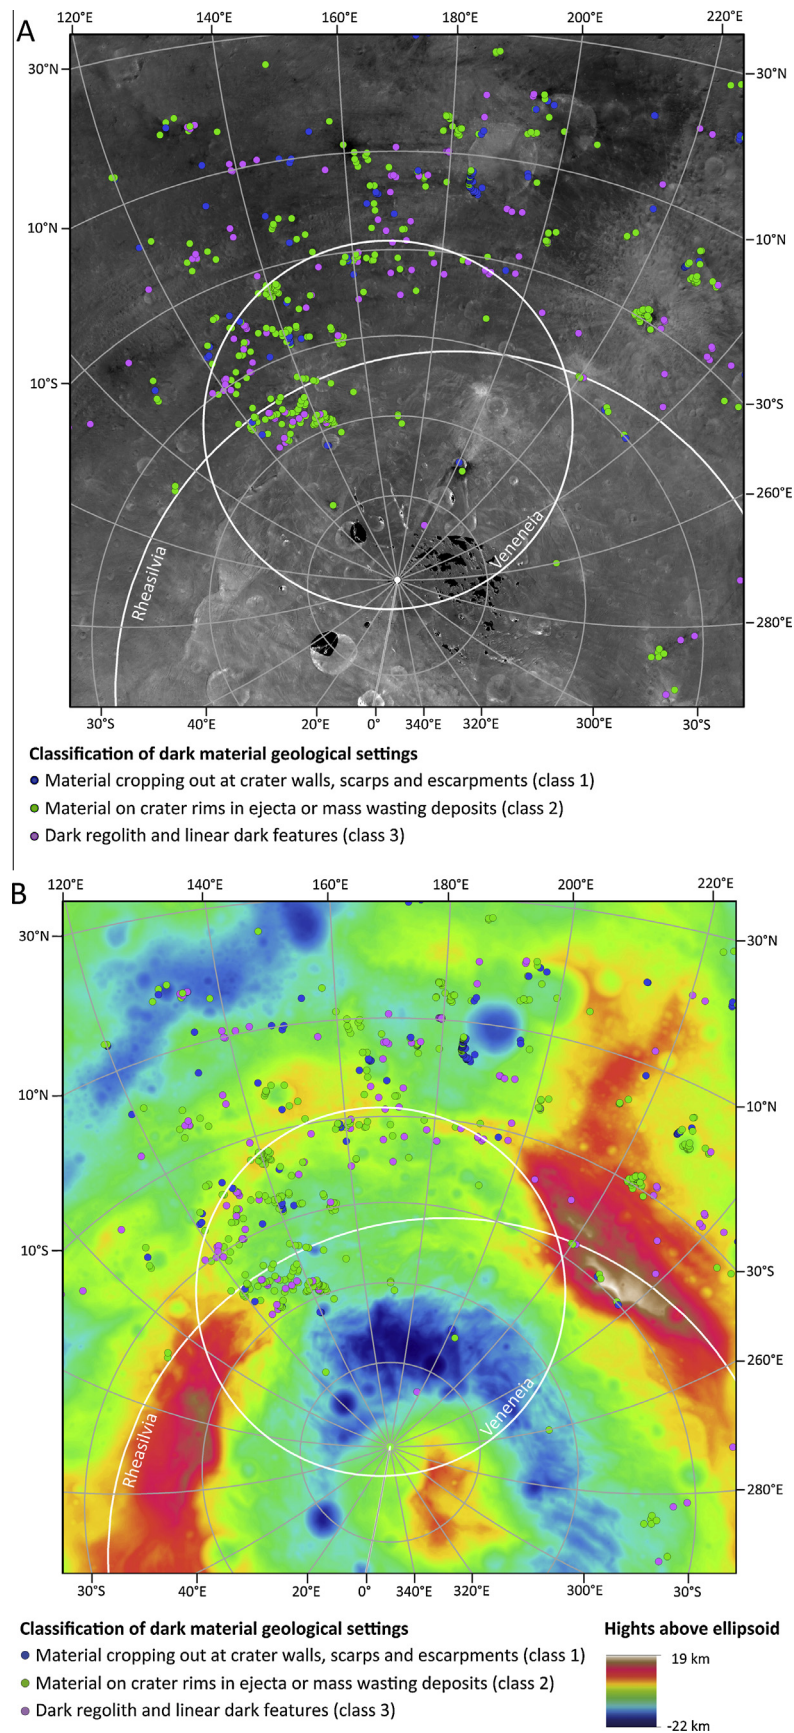 A
120°E 140°E 160°E 180°E 200°E 220°E
30°N
30°N
10°N
10°N
10°S
30°S
260°E
Veneneia
Rheasilvia
280°E
30°S 40°E 20°E 0° 340°E 320°E 300°E 30°S
Classification of dark material geological settings
Material cropping out at crater walls, scarps and escarpments (class 1)
Material on crater rims in ejecta or mass wasting deposits (class 2)
Dark regolith and linear dark features (class 3)
B
120°E 140°E 160°E 180°E 200°E 220°E
30°N
30°N
10°N
10°N
10°S
30°S
260°E
Veneneia
Rheasilvia
280°E
30°S 40°E 20°E 0° 340°E 320°E 300°E 30°S
Classification of dark material geological settings
Material cropping out at crater walls, scarps and escarpments (class 1)
Material on crater rims in ejecta or mass wasting deposits (class 2)
Dark regolith and linear dark features (class 3)
Hights above ellipsoid
19 km
-22 km